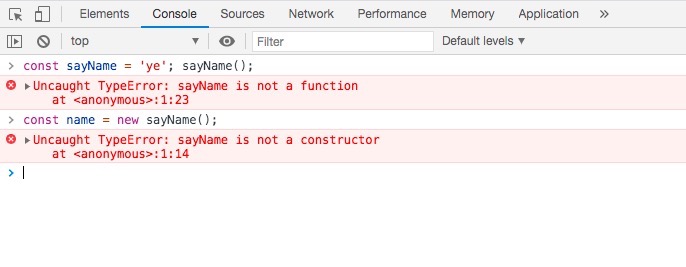 Elements Console Sources Network Performance Memory Application »
top ▼ Filter Default levels ▼
> const sayName = 'ye'; sayName();
▶Uncaught TypeError: sayName is not a function
at <anonymous>:1:23
> const name = new sayName();
▶Uncaught TypeError: sayName is not a constructor
at <anonymous>:1:14
>